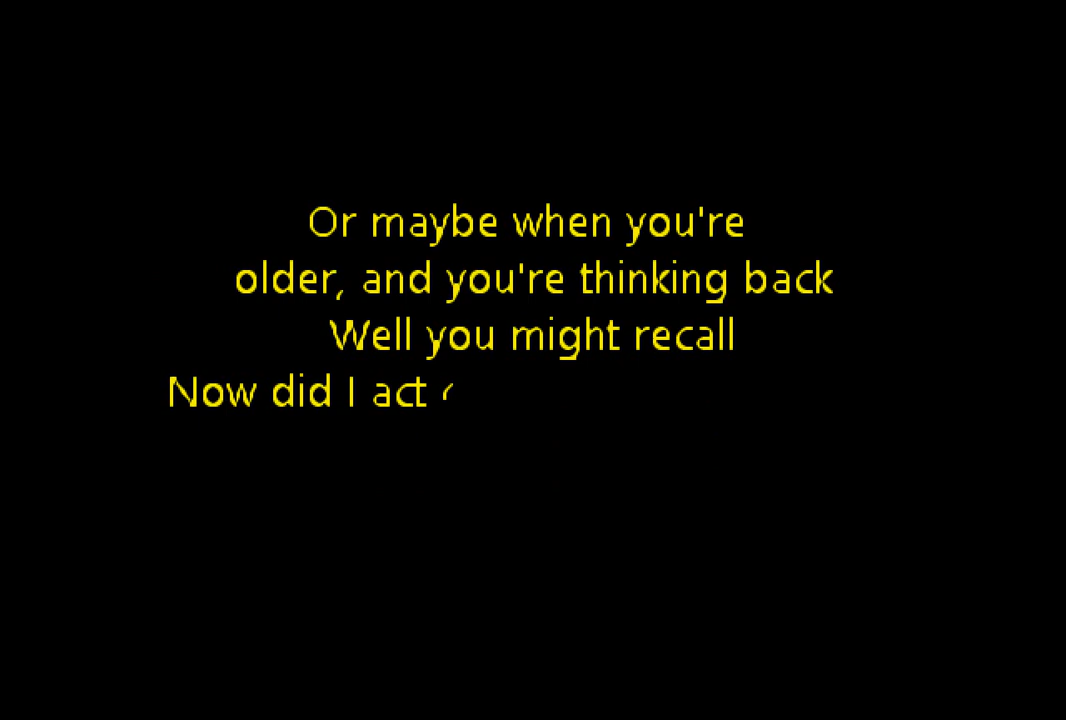 Or maybe when you're
older, and you're thinking back
Well you might recall
Now did I act